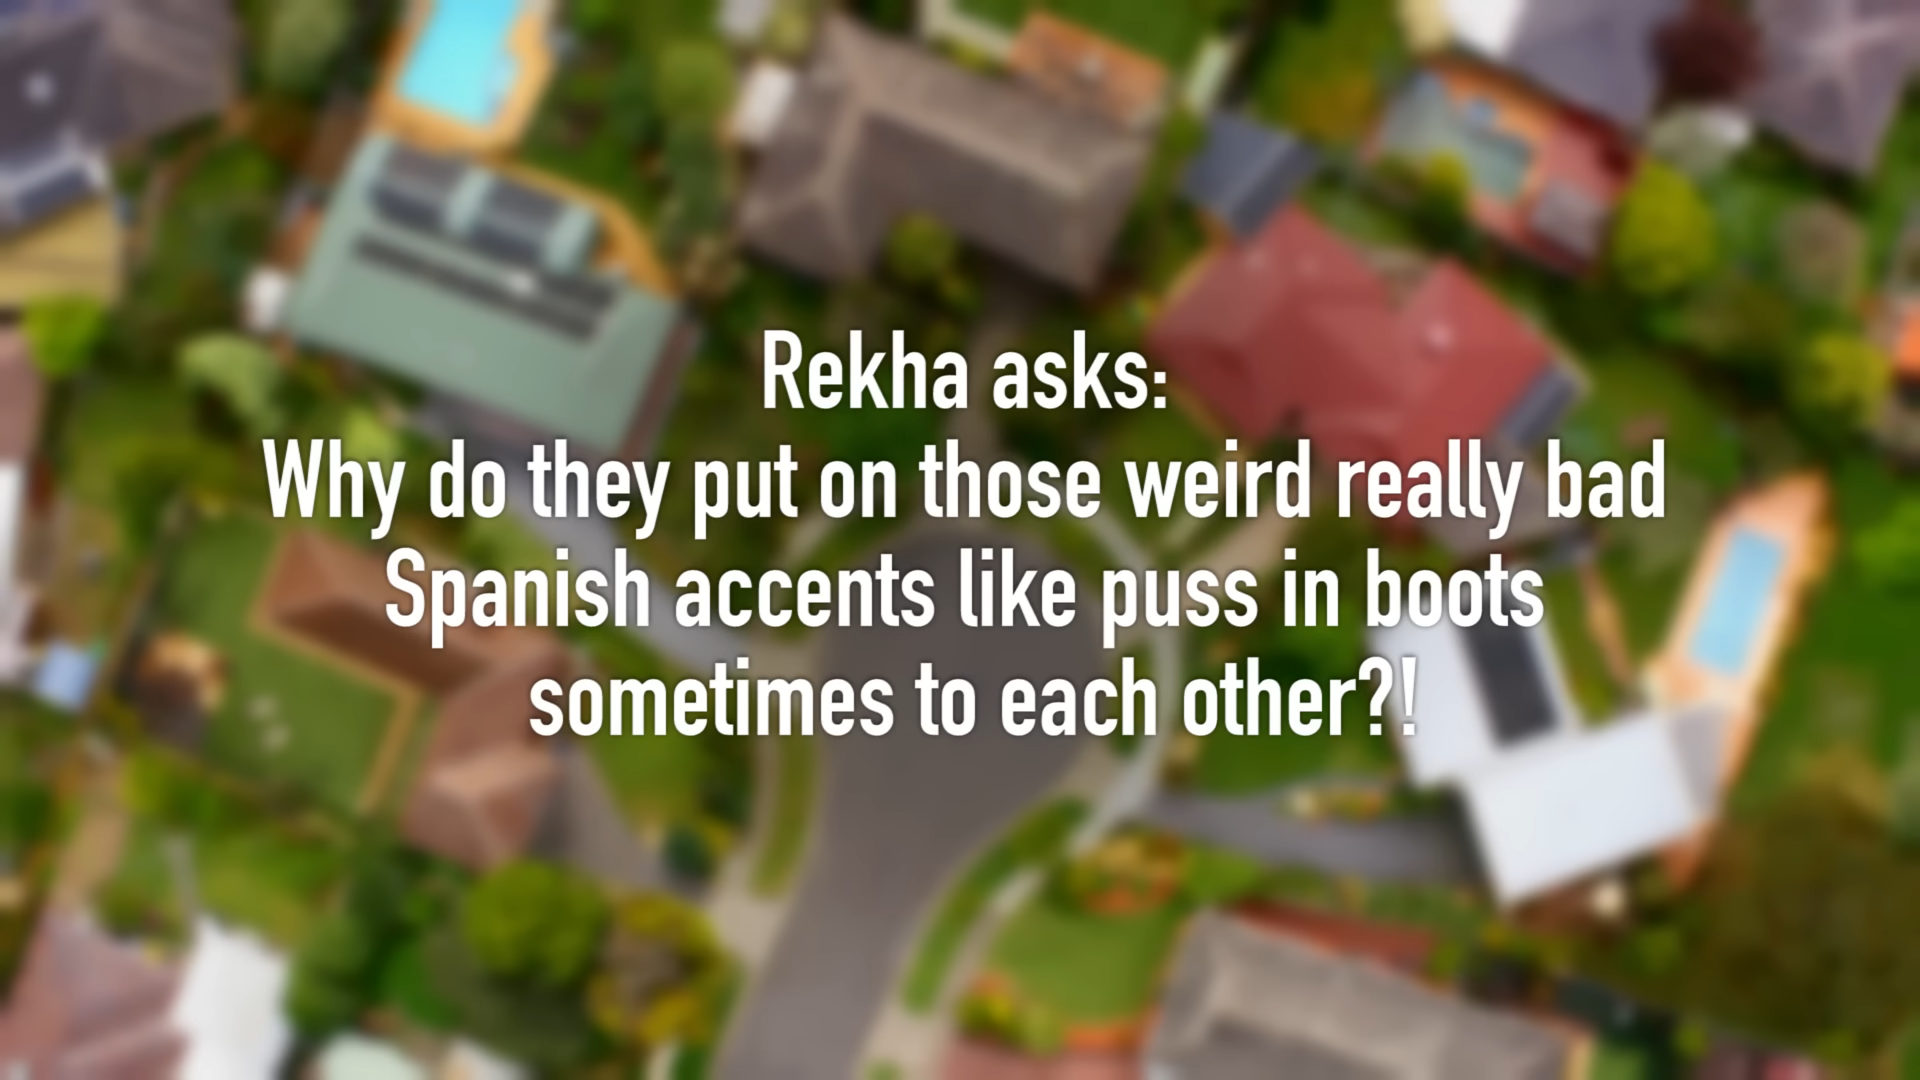 Rekha asks:
Why do they put on those weird really bad
Spanish accents like puss in boots
sometimes to each other?!